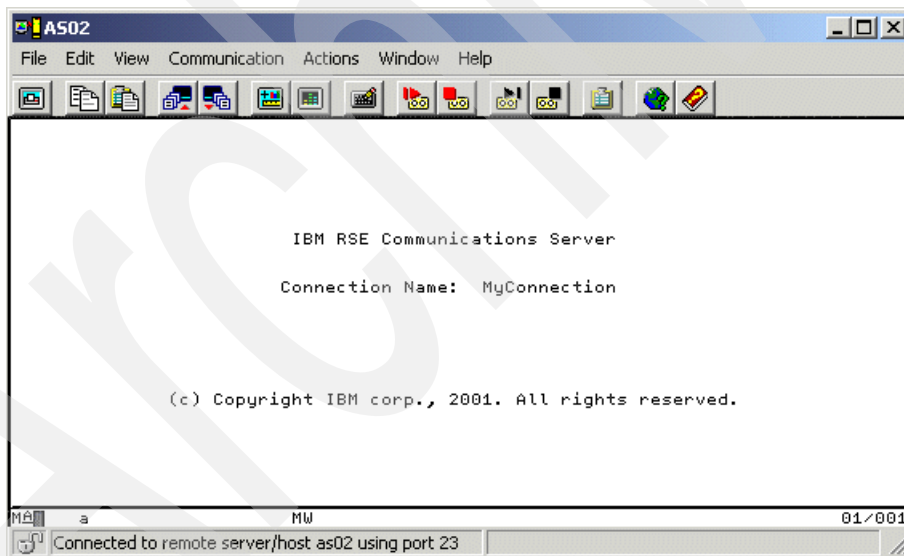 AS02
File Edit View Communication Actions Window Help
IBM RSE Communications Server
Connection Name: MyConnection
(c) Copyright IBM corp., 2001. All rights reserved.
a MW 01/001
Connected to remote server/host as02 using port 23